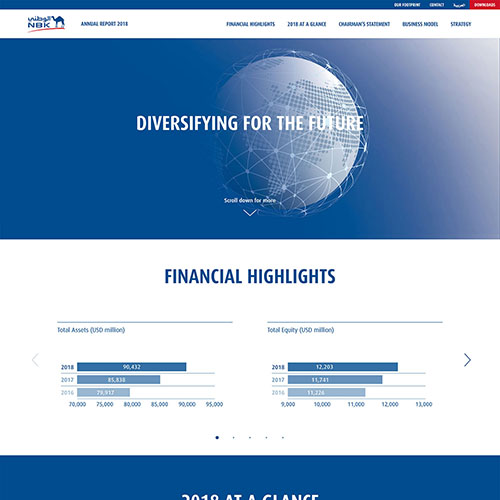 OUR FOOTPRINT CONTACT العربية DOWNLOADS
الوطني
NBK
ANNUAL REPORT 2018
FINANCIAL HIGHLIGHTS 2018 AT A GLANCE CHAIRMAN'S STATEMENT BUSINESS MODEL STRATEGY
DIVERSIFYING FOR THE FUTURE
Scroll down for more
FINANCIAL HIGHLIGHTS
Total Assets (USD million)
2018 90,432
2017 85,838
2016 79,917
70,000 75,000 80,000 85,000 90,000 95,000
Total Equity (USD million)
2018 12,203
2017 11,741
2016 11,226
9,000 10,000 11,000 12,000 13,000
2018 AT A GLANCE